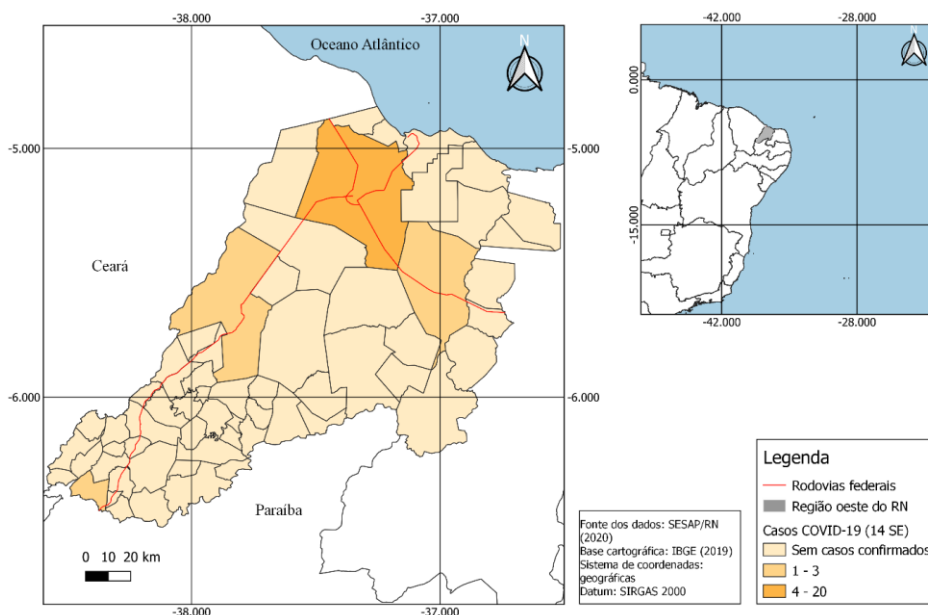 -38.000
-37.000
Oceano Atlântico
N
-5.000
-5.000
Ceará
-6.000
-6.000
Paraíba
0 10 20 km
-38.000
-37.000
-42.000
-28.000
N
0.000
-15.000
-42.000
-28.000
Fonte dos dados: SESAP/RN
(2020)
Base cartográfica: IBGE (2019)
Sistema de coordenadas:
geográficas
Datum: SIRGAS 2000
Legenda
Rodovias federais
Região oeste do RN
Casos COVID-19 (14 SE)
Sem casos confirmados
1 - 3
4 - 20